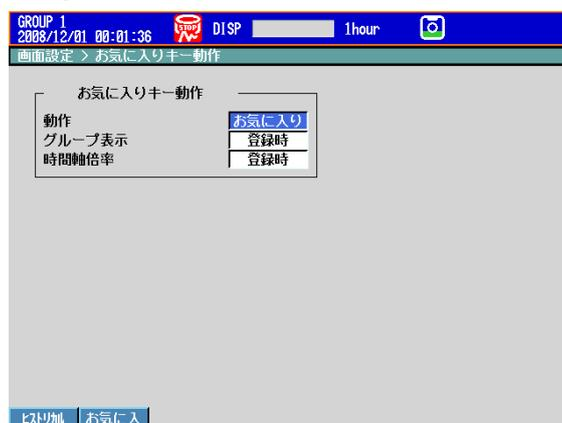 GROUP 1
2008/12/01 00:01:36
STOP
DISP
1hour
画面設定 > お気に入りキー動作
お気に入りキー動作
動作 お気に入り
グループ表示 登録時
時間軸倍率 登録時
ﾋｽﾄﾘｶﾙ お気に入